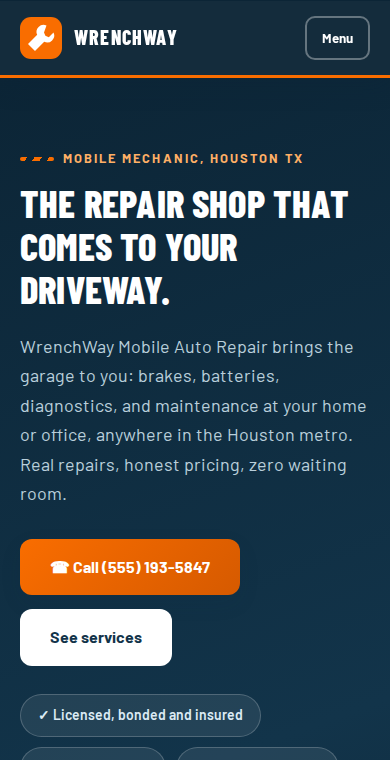 WRENCHWAY
Menu
MOBILE MECHANIC, HOUSTON TX
THE REPAIR SHOP THAT
COMES TO YOUR
DRIVEWAY.
WrenchWay Mobile Auto Repair brings the
garage to you: brakes, batteries,
diagnostics, and maintenance at your home
or office, anywhere in the Houston metro.
Real repairs, honest pricing, zero waiting
room.
☎ Call (555) 193-5847
See services
✓ Licensed, bonded and insured